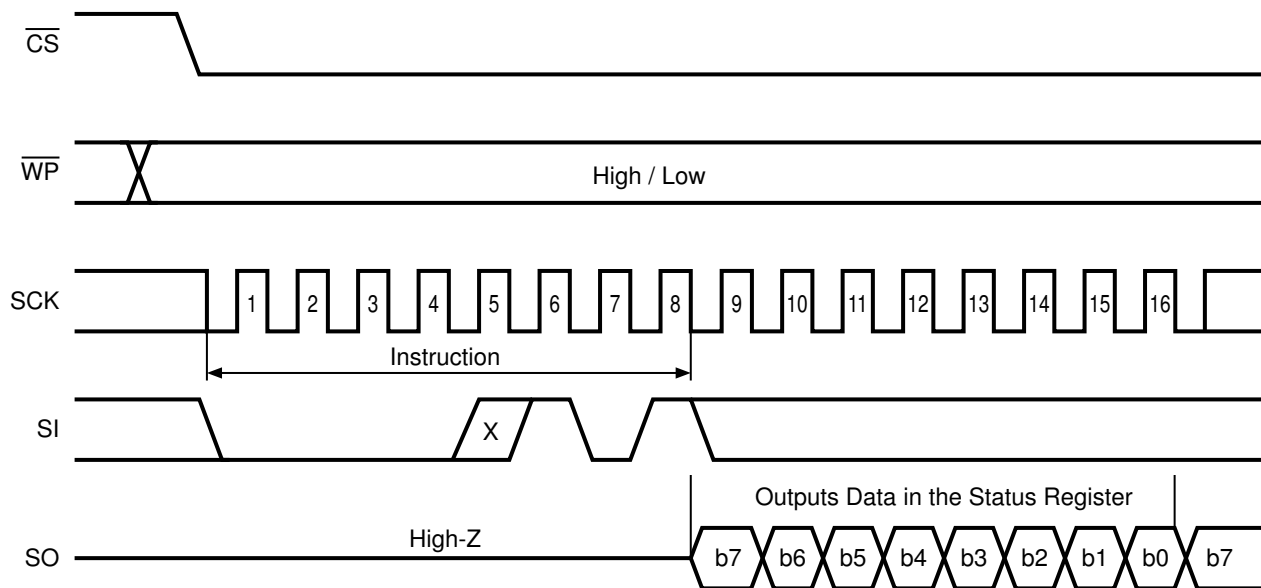 CS
WP
High / Low
SCK
1 2 3 4 5 6 7 8 9 10 11 12 13 14 15 16
Instruction
SI
X
Outputs Data in the Status Register
High-Z
SO
b7 b6 b5 b4 b3 b2 b1 b0 b7